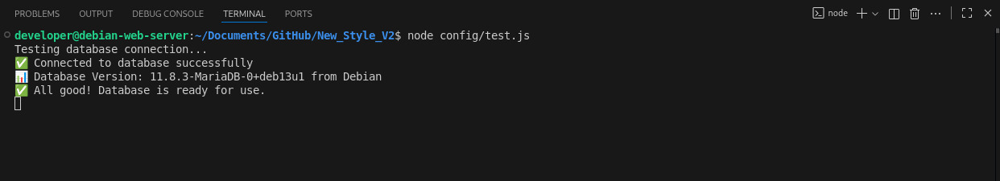 PROBLEMS OUTPUT DEBUG CONSOLE TERMINAL PORTS node
developer@debian-web-server:~/Documents/GitHub/New_Style_V2$ node config/test.js
Testing database connection...
✅ Connected to database successfully
📊 Database Version: 11.8.3-MariaDB-0+deb13u1 from Debian
✅ All good! Database is ready for use.